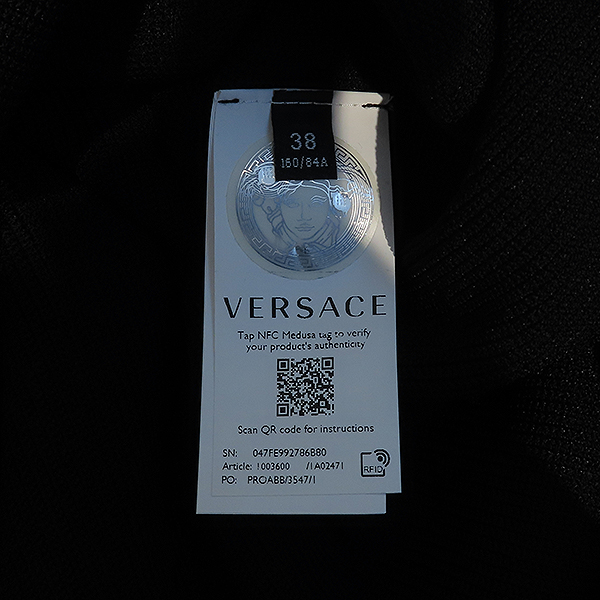 38
160/84A
VERSACE
Tap NFC Medusa tag to verify
your product's authenticity
Scan QR code for instructions
SN: 047FE992786B80
Article: 1003600 /1A02471
PO: PROABB/3547/1
RFID